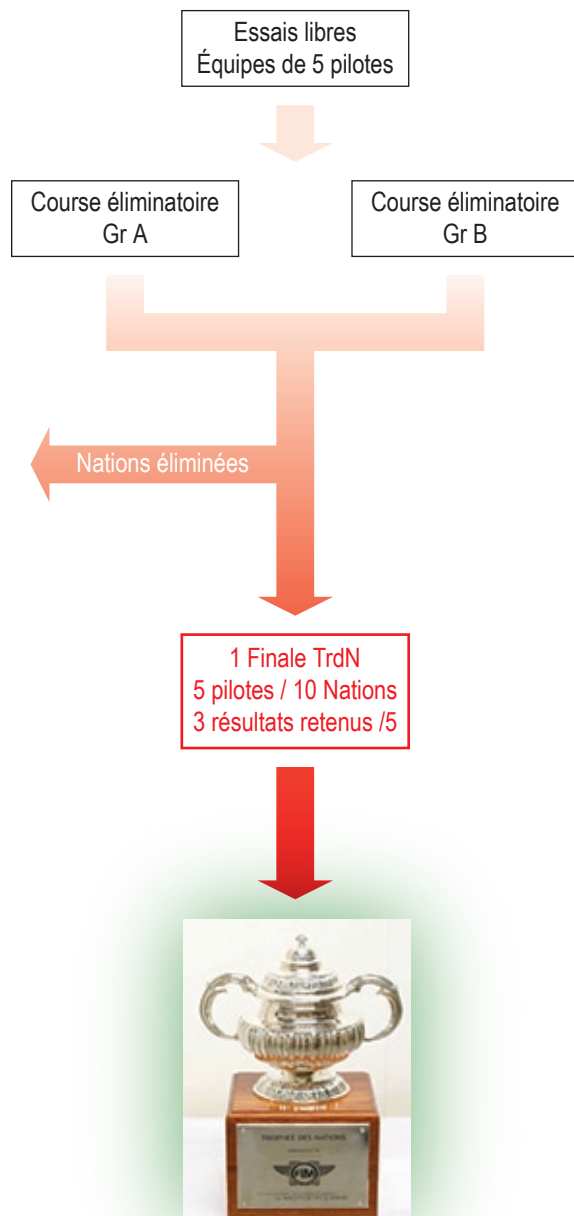 Essais libres
Équipes de 5 pilotes
Course éliminatoire
Gr A
Course éliminatoire
Gr B
Nations éliminées
1 Finale TrdN
5 pilotes / 10 Nations
3 résultats retenus /5
TROPHEE DES NATIONS
FIM